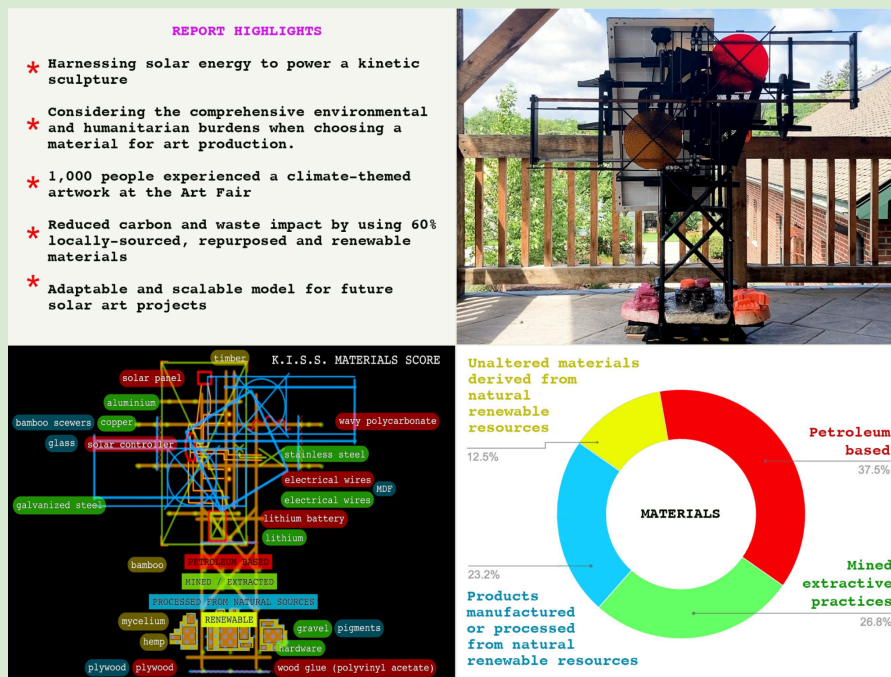 REPORT HIGHLIGHTS
* Harnessing solar energy to power a kinetic
sculpture
* Considering the comprehensive environmental
and humanitarian burdens when choosing a
material for art production.
* 1,000 people experienced a climate-themed
artwork at the Art Fair
* Reduced carbon and waste impact by using 60%
locally-sourced, repurposed and renewable
materials
* Adaptable and scalable model for future
solar art projects
K.I.S.S. MATERIALS SCORE
timber
solar panel
aluminium
bamboo scewers
copper
wavy polycarbonate
glass
solar controller
stainless steel
electrical wires
MDF
electrical wires
galvanized steel
lithium battery
lithium
bamboo
PETROLEUM BASED
MINED / EXTRACTED
PROCESSED FROM NATURAL SOURCES
RENEWABLE
mycelium
gravel
pigments
hemp
hardware
plywood
plywood
wood glue (polyvinyl acetate)
Unaltered materials
derived from
natural
renewable
resources
12.5%
Petroleum
based
37.5%
MATERIALS
Mined
extractive
practices
26.8%
23.2%
Products
manufactured
or processed
from natural
renewable resources